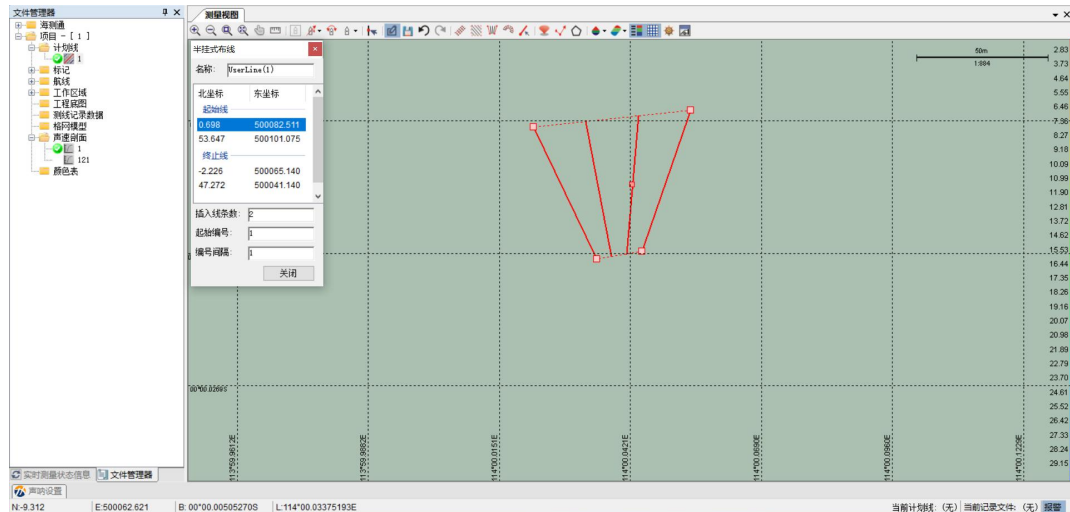 文件管理器
海测通
项目 - [ 1 ]
计划线
1
标记
航线
工作区域
工程底图
测线记录数据
格网模型
声速剖面
1
121
颜色表
实时测量状态信息
文件管理器
测量视图
半挂式布线
名称:
UserLine(1)
北坐标 东坐标
起始线
0.698 500082.511
53.647 500101.075
终止线
-2.226 500065.140
47.272 500041.140
插入线条数:
2
起始编号:
1
编号间隔:
1
关闭
50m
1:884
00°00.0269S
113°59.9612E
113°59.9882E
114°00.0151E
114°00.0421E
114°00.0690E
114°00.0960E
114°00.1229E
2.83
3.73
4.64
5.55
6.46
7.36
8.27
9.18
10.09
10.99
11.90
12.81
13.72
14.62
15.53
16.44
17.35
18.26
19.16
20.07
20.98
21.89
22.79
23.70
24.61
25.52
26.42
27.33
28.24
29.15
声呐设置
N:-9.312 E:500062.621 B: 00°00.00505270S L:114°00.03375193E 当前计划线: (无) 当前记录文件: (无) 报警